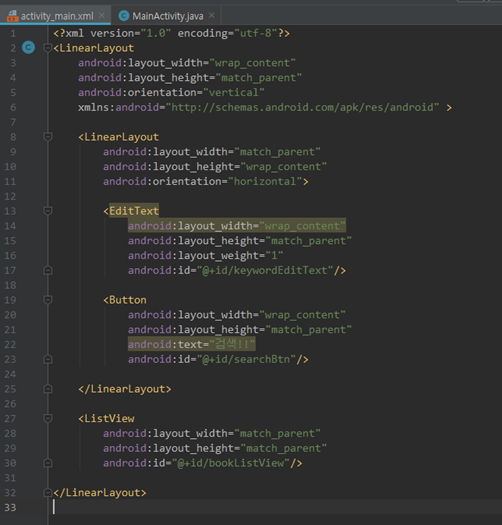 activity_main.xml × MainActivity.java ×
1 <?xml version="1.0" encoding="utf-8"?>
2 <LinearLayout
3 android:layout_width="wrap_content"
4 android:layout_height="match_parent"
5 android:orientation="vertical"
6 xmlns:android="http://schemas.android.com/apk/res/android" >
7
8 <LinearLayout
9 android:layout_width="match_parent"
10 android:layout_height="wrap_content"
11 android:orientation="horizontal">
12
13 <EditText
14 android:layout_width="wrap_content"
15 android:layout_height="match_parent"
16 android:layout_weight="1"
17 android:id="@+id/keywordEditText"/>
18
19 <Button
20 android:layout_width="wrap_content"
21 android:layout_height="match_parent"
22 android:text="검색!!"
23 android:id="@+id/searchBtn"/>
24
25 </LinearLayout>
26
27 <ListView
28 android:layout_width="match_parent"
29 android:layout_height="match_parent"
30 android:id="@+id/bookListView"/>
31
32 </LinearLayout>
33